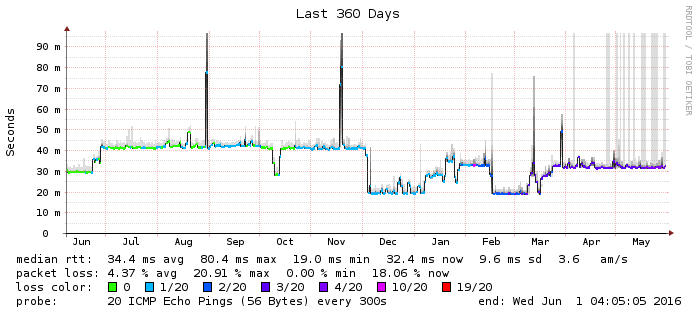 Last 360 Days
RRDTOOL / TOBI OETIKER
Seconds
90 m
80 m
70 m
60 m
50 m
40 m
30 m
20 m
10 m
0
Jun Jul Aug Sep Oct Nov Dec Jan Feb Mar Apr May
median rtt: 34.4 ms avg 80.4 ms max 19.0 ms min 32.4 ms now 9.6 ms sd 3.6 am/s
packet loss: 4.37 % avg 20.91 % max 0.00 % min 18.06 % now
loss color: 0 1/20 2/20 3/20 4/20 10/20 19/20
probe: 20 ICMP Echo Pings (56 Bytes) every 300s end: Wed Jun 1 04:05:05 2016